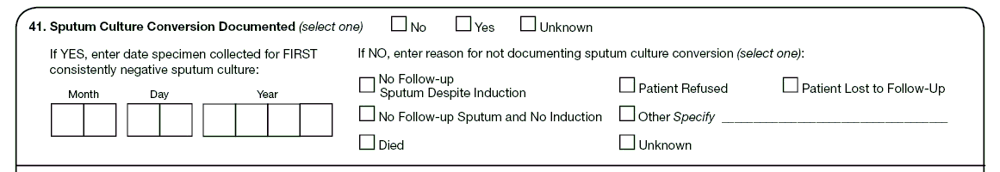 41. Sputum Culture Conversion Documented (select one) No Yes Unknown
If YES, enter date specimen collected for FIRST
consistently negative sputum culture:
Month Day Year
If NO, enter reason for not documenting sputum culture conversion (select one):
No Follow-up
Sputum Despite Induction
Patient Refused
Patient Lost to Follow-Up
No Follow-up Sputum and No Induction
Other Specify
Died
Unknown